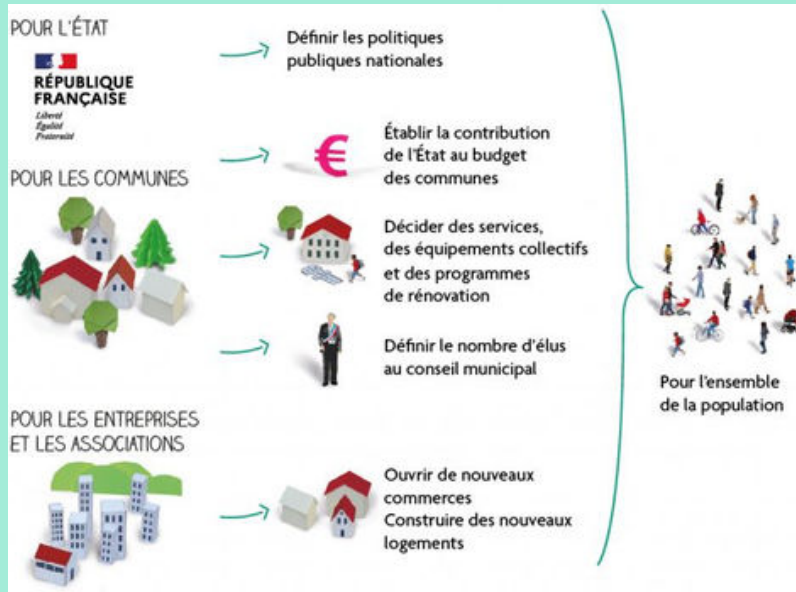 POUR L'ÉTAT
RÉPUBLIQUE
FRANÇAISE
Liberté
Égalité
Fraternité
Définir les politiques
publiques nationales
POUR LES COMMUNES
€
Établir la contribution
de l'État au budget
des communes
Décider des services,
des équipements collectifs
et des programmes
de rénovation
Définir le nombre d'élus
au conseil municipal
POUR LES ENTREPRISES
ET LES ASSOCIATIONS
Ouvrir de nouveaux
commerces
Construire des nouveaux
logements
Pour l'ensemble
de la population